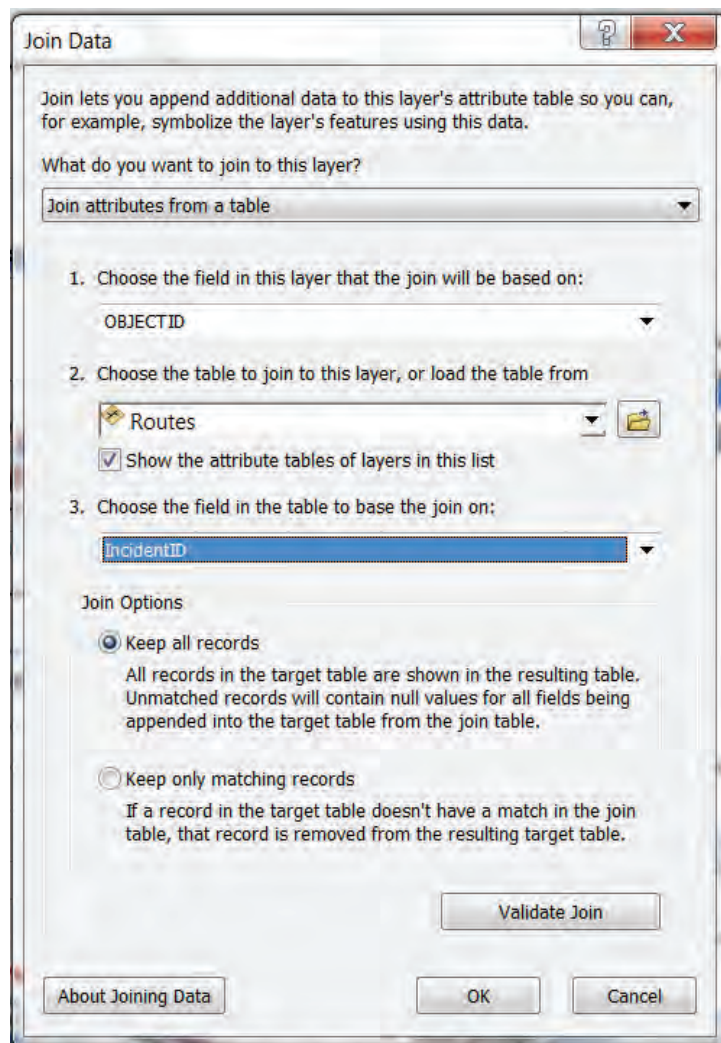 Join Data
Join lets you append additional data to this layer's attribute table so you can,
for example, symbolize the layer's features using this data.
What do you want to join to this layer?
Join attributes from a table
1. Choose the field in this layer that the join will be based on:
OBJECTID
2. Choose the table to join to this layer, or load the table from
Routes
Show the attribute tables of layers in this list
3. Choose the field in the table to base the join on:
IncidentID
Join Options
Keep all records
All records in the target table are shown in the resulting table.
Unmatched records will contain null values for all fields being
appended into the target table from the join table.
Keep only matching records
If a record in the target table doesn't have a match in the join
table, that record is removed from the resulting target table.
Validate Join
About Joining Data OK Cancel